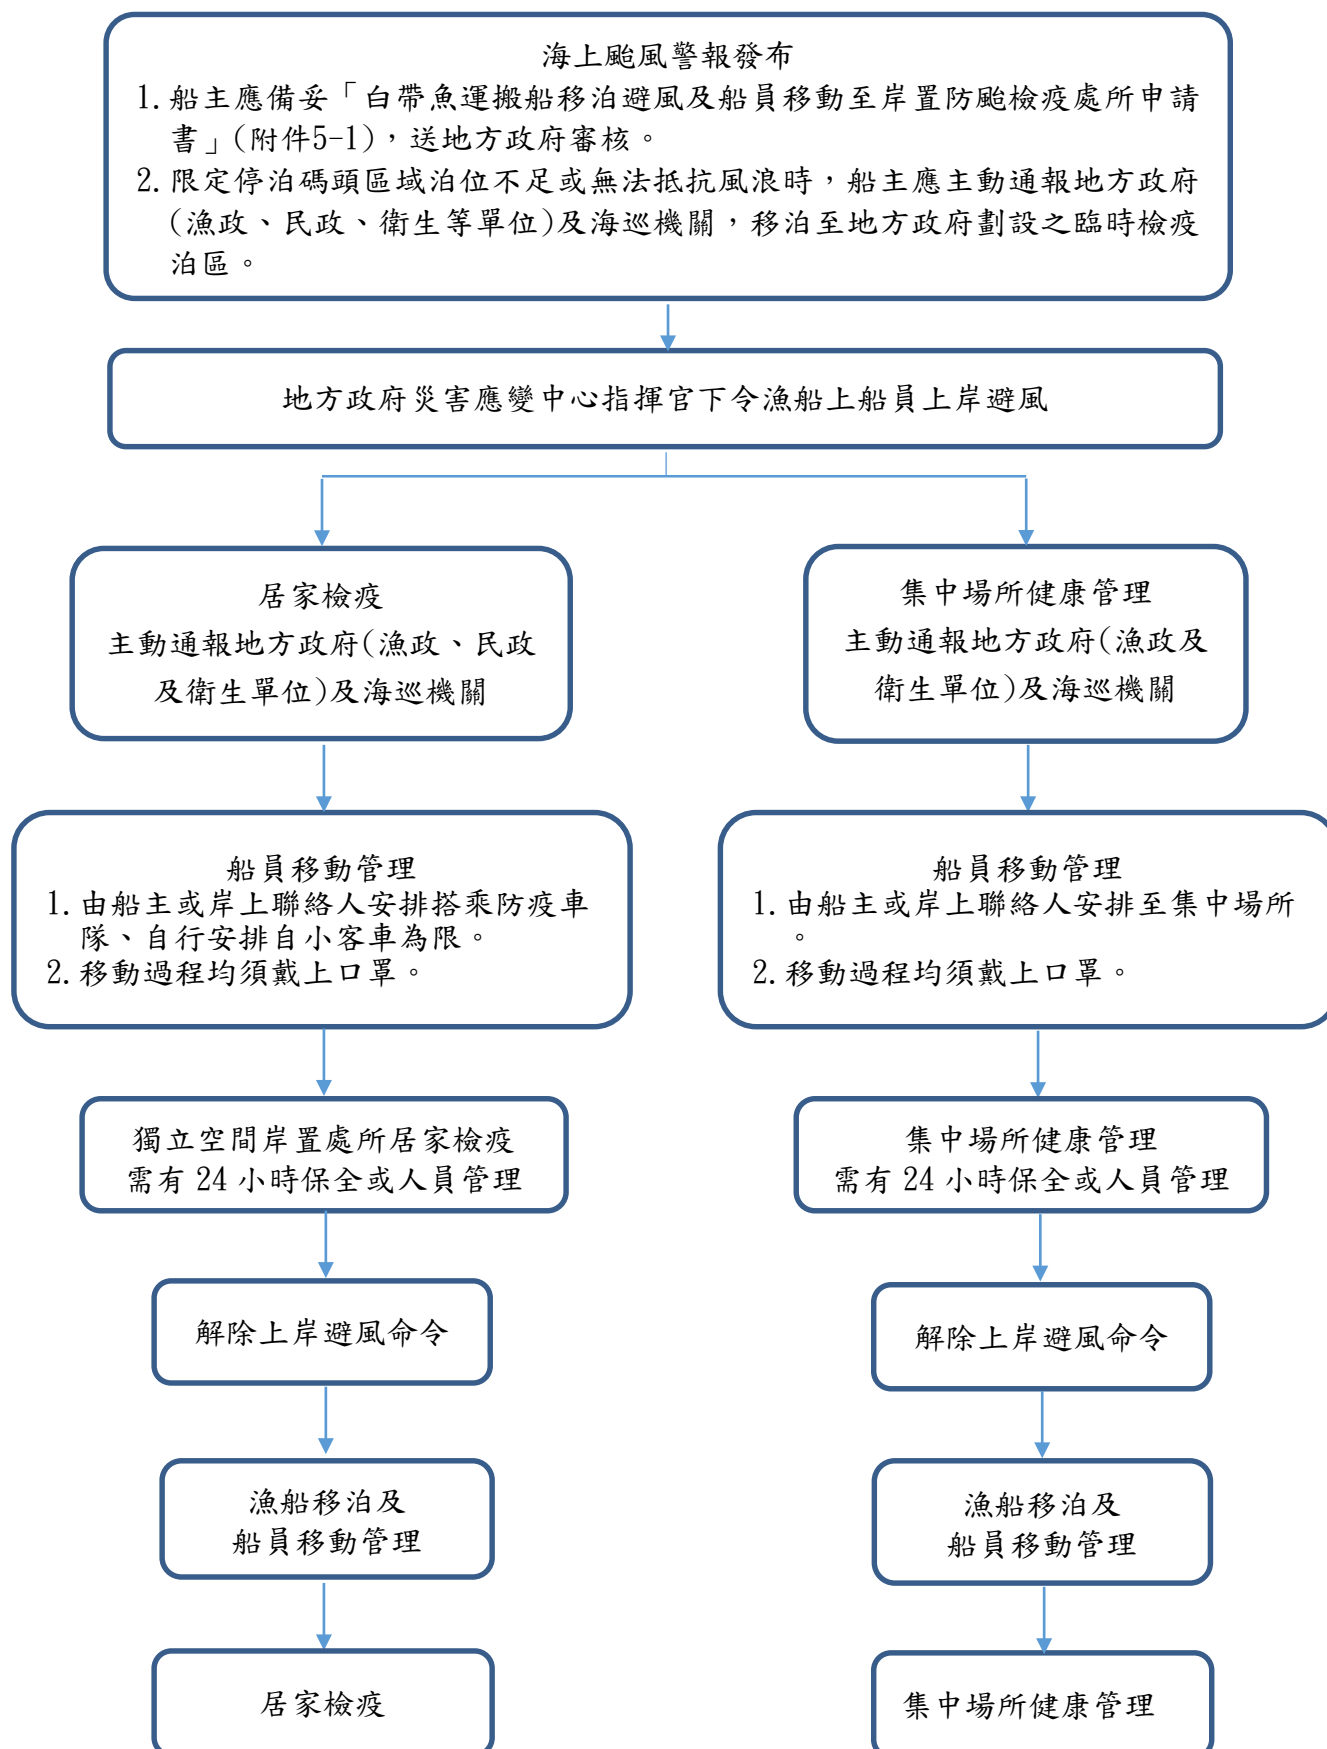 海上颱風警報發布
1.船主應備妥「白帶魚運搬船移泊避風及船員移動至岸置防颱檢疫處所申請
書」(附件5-1)，送地方政府審核。
2.限定停泊碼頭區域泊位不足或無法抵抗風浪時，船主應主動通報地方政府
(漁政、民政、衛生等單位)及海巡機關，移泊至地方政府劃設之臨時檢疫
泊區。
地方政府災害應變中心指揮官下令漁船上船員上岸避風
居家檢疫
主動通報地方政府(漁政、民政
及衛生單位)及海巡機關
船員移動管理
1.由船主或岸上聯絡人安排搭乘防疫車
隊、自行安排自小客車為限。
2.移動過程均須戴上口罩。
獨立空間岸置處所居家檢疫
需有 24 小時保全或人員管理
解除上岸避風命令
漁船移泊及
船員移動管理
居家檢疫
集中場所健康管理
主動通報地方政府(漁政及
衛生單位)及海巡機關
船員移動管理
1.由船主或岸上聯絡人安排至集中場所
。
2.移動過程均須戴上口罩。
集中場所健康管理
需有 24 小時保全或人員管理
解除上岸避風命令
漁船移泊及
船員移動管理
集中場所健康管理